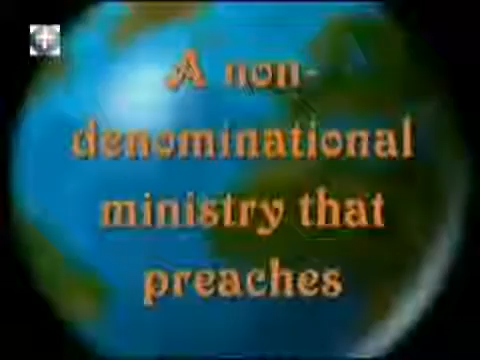 A non-
denominational
ministry that
preaches